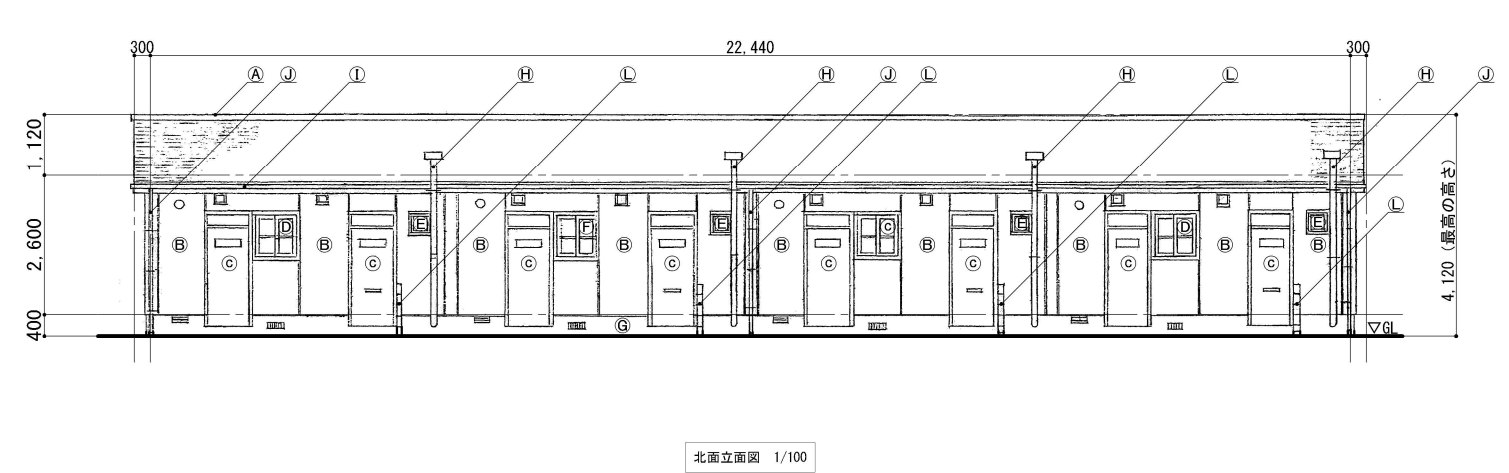 300 22,440 300
Ⓐ Ⓙ Ⓘ Ⓗ Ⓛ Ⓗ Ⓙ Ⓛ Ⓗ Ⓛ Ⓗ Ⓙ
1,120
2,600
400
4,120 (最高の高さ)
Ⓛ
D E F E Ⓒ E D E
Ⓑ Ⓑ Ⓑ Ⓑ Ⓑ Ⓑ Ⓑ Ⓑ Ⓑ
Ⓒ Ⓒ Ⓒ Ⓒ Ⓒ Ⓒ Ⓒ Ⓒ
Ⓖ
▽GL
北面立面図 1/100